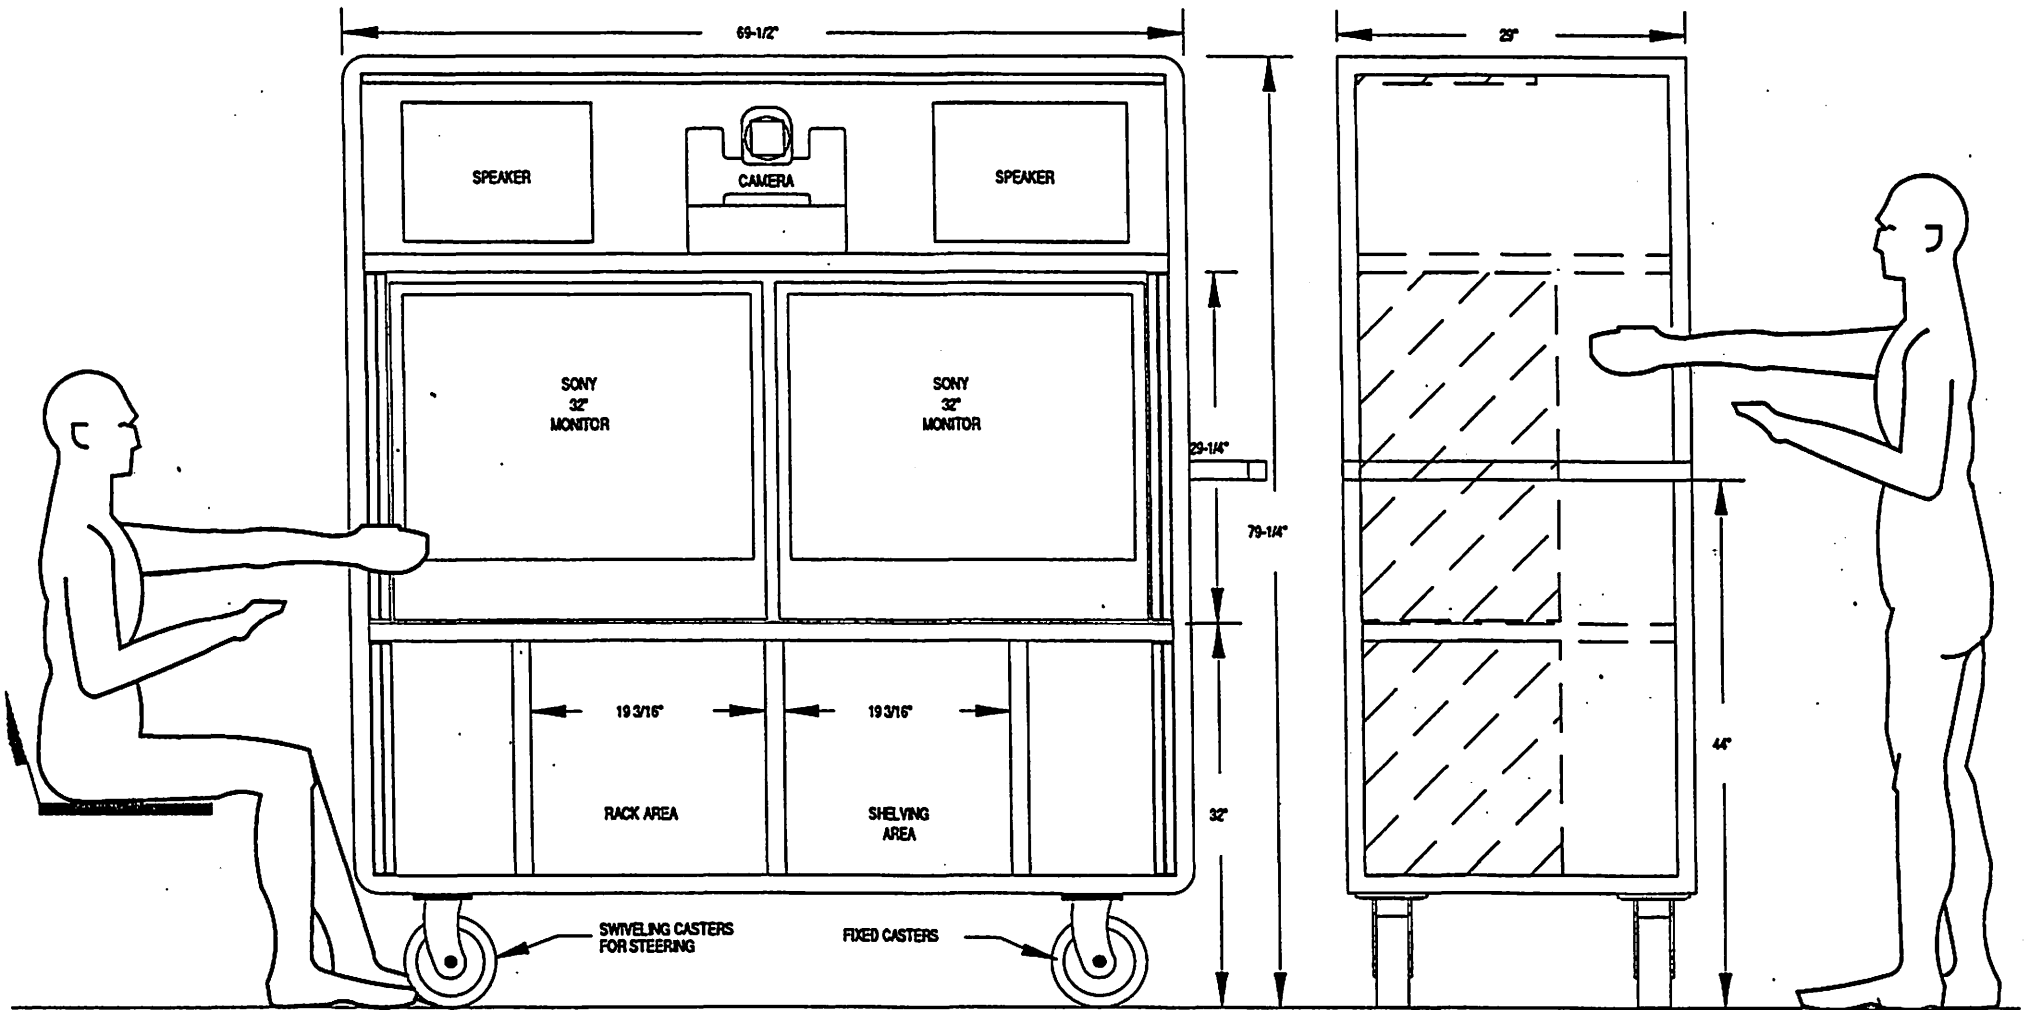 69-1/2"
29"
SPEAKER
CAMERA
SPEAKER
SONY
32"
MONITOR
SONY
32"
MONITOR
29-1/4"
79-1/4"
19 3/16"
19 3/16"
44"
RACK AREA
SHELVING
AREA
32"
SWIVELING CASTERS
FOR STEERING
FIXED CASTERS